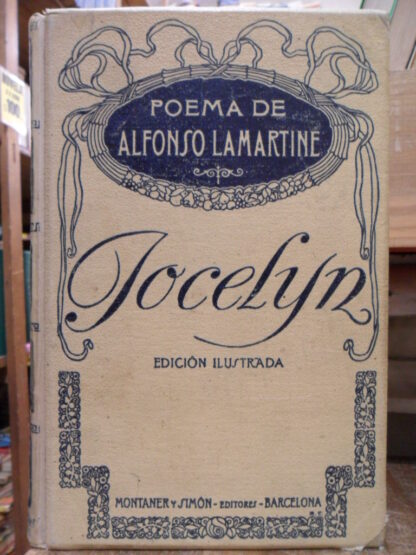 POEMA DE
ALFONSO LAMARTINE
Jocelyn
EDICIÓN ILUSTRADA
MONTANER Y SIMÓN - EDITORES - BARCELONA